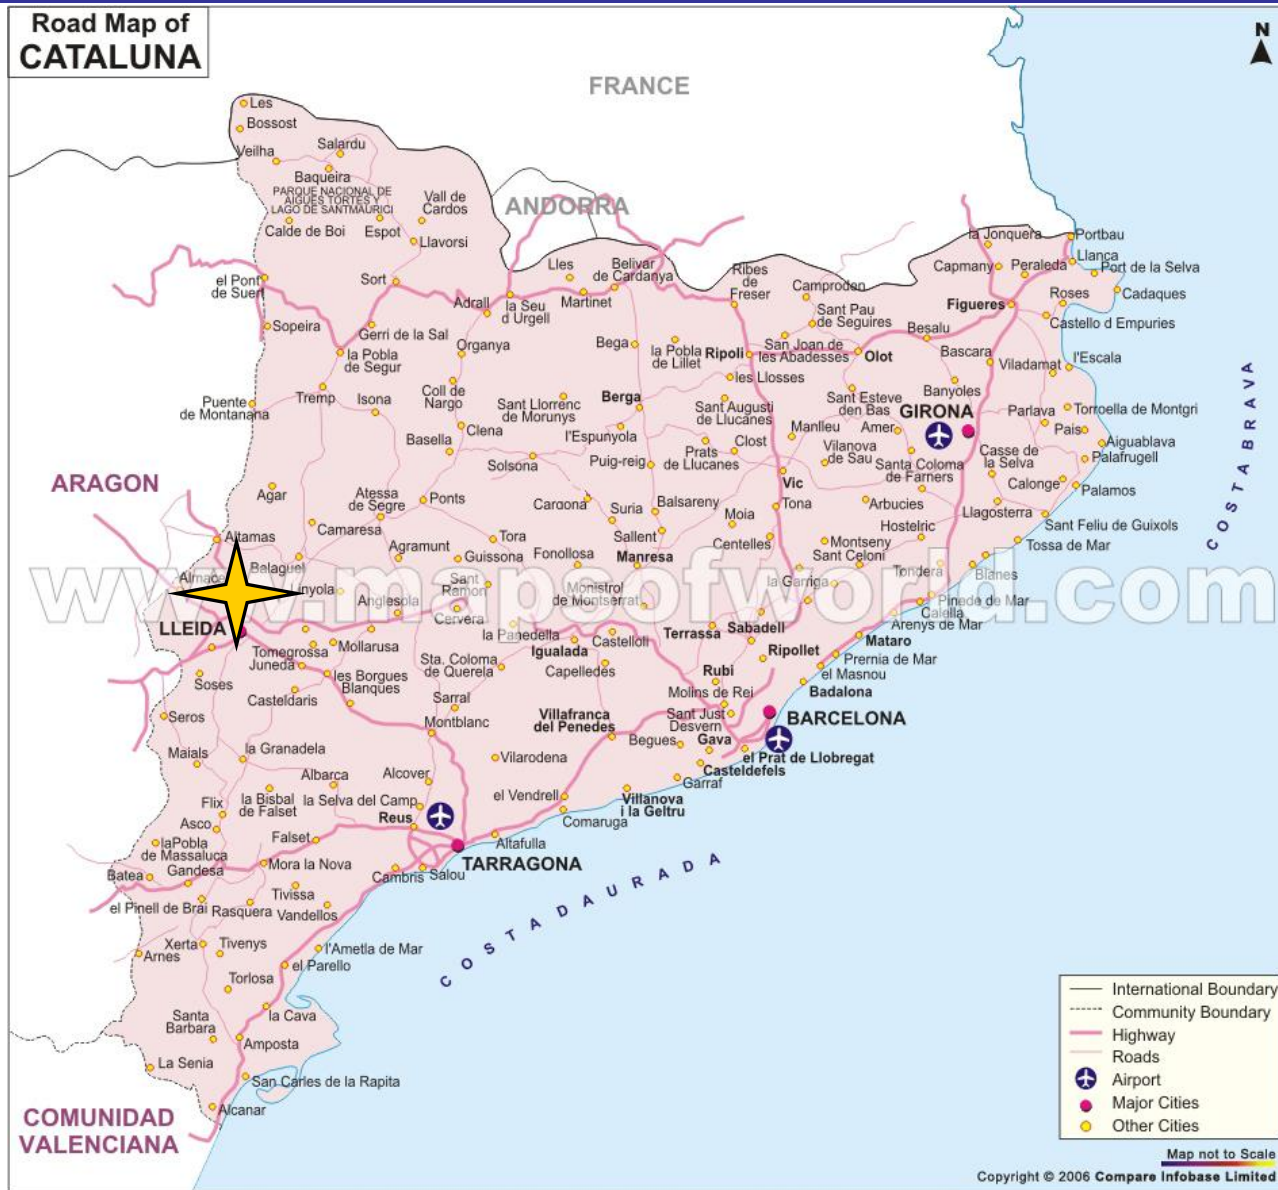 Road Map of
CATALUNA
N
FRANCE
Les
Bossost
Veilha
Salardu
Baqueira
PARQUE NACIONAL DE
AIGUES TORTES Y
LAGO DE SANTMAURICI
Vall de
Cardos
ANDORRA
Calde de Boi
Espot
Llavorsi
la Jonquera
Portbau
Llança
Capmany
Peraleda
Port de la Selva
el Pont
de Suert
Sort
Lles
Belivar
de Cardanya
Ribes
de
Freser
Camproden
Cadaques
Roses
Figueres
Adrall
la Seu
d Urgell
Martinet
Sant Pau
de Seguires
Castello d Empuries
Sopeira
Gerri de la Sal
Besalu
Organya
Bega
la Pobla
de Lillet
Ripoli
San Joan de
les Abadesses
Olot
Bascara
Viladamat
l'Escala
la Pobla
de Segur
les Llosses
Banyoles
Puente
de Montanana
Tremp
Isona
Coll de
Nargo
Sant Llorrenc
de Morunys
Berga
Sant Augusti
de Llucanes
Sant Esteve
den Bas
GIRONA
Parlava
Torroella de Montgri
Clena
l'Espunyola
Manlleu
Amer
Pais
Aiguablava
Basella
Clost
Vilanova
de Sau
Casse de
la Selva
Palafrugell
Solsona
Puig-reig
Prats
de Llucanes
Santa Coloma
de Farners
Calonge
Palamos
ARAGON
Vic
Agar
Atessa
de Segre
Ponts
Caroona
Suria
Balsareny
Moia
Tona
Arbucies
Llagosterra
Sant Feliu de Guixols
Camaresa
Hostelric
Altamas
Agramunt
Tora
Guissona
Fonollosa
Sallent
Manresa
Centelles
Montseny
Sant Celoni
Tossa de Mar
COSTABRAVA
Balaguel
www.mapsofworld.com
Sant
Ramon
Monistrol
de Montserrat
la Garriga
Tondera
Blanes
Anglesola
Cervera
Pinede de Mar
Calella
Arenys de Mar
LLEIDA
la Panedella
Castelloli
Terrassa
Sabadell
Mataro
Tomegrossa
Mollarusa
Igualada
Ripollet
Prernia de Mar
Juneda
Sta. Coloma
de Querela
Capelledes
Rubi
el Masnou
Soses
les Borgues
Blanques
Molins de Rei
Badalona
Casteldaris
Sarral
Seros
Montblanc
Villafranca
del Penedes
Sant Just
Desvern
BARCELONA
Maials
la Granadela
Begues
Gava
el Prat de Llobregat
Vilarodena
Casteldefels
Albarca
Alcover
Garraf
Flix
la Bisbal
de Falset
la Selva del Camp
el Vendrell
Villanova
i la Geltru
Asco
Reus
Comaruga
laPobla
de Massaluca
Falset
Altafulla
Batea
Gandesa
Mora la Nova
TARRAGONA
Cambris
Salou
el Pinell de Brai
Rasquera
Tivissa
Vandellos
COSTADAURADA
Xerta
Tivenys
l'Ametla de Mar
Arnes
el Parello
Torlosa
Santa
Barbara
la Cava
Amposta
La Senia
San Carles de la Rapita
Alcanar
COMUNIDAD
VALENCIANA
International Boundary
Community Boundary
Highway
Roads
Airport
Major Cities
Other Cities
Map not to Scale
Copyright © 2006 Compare Infobase Limited